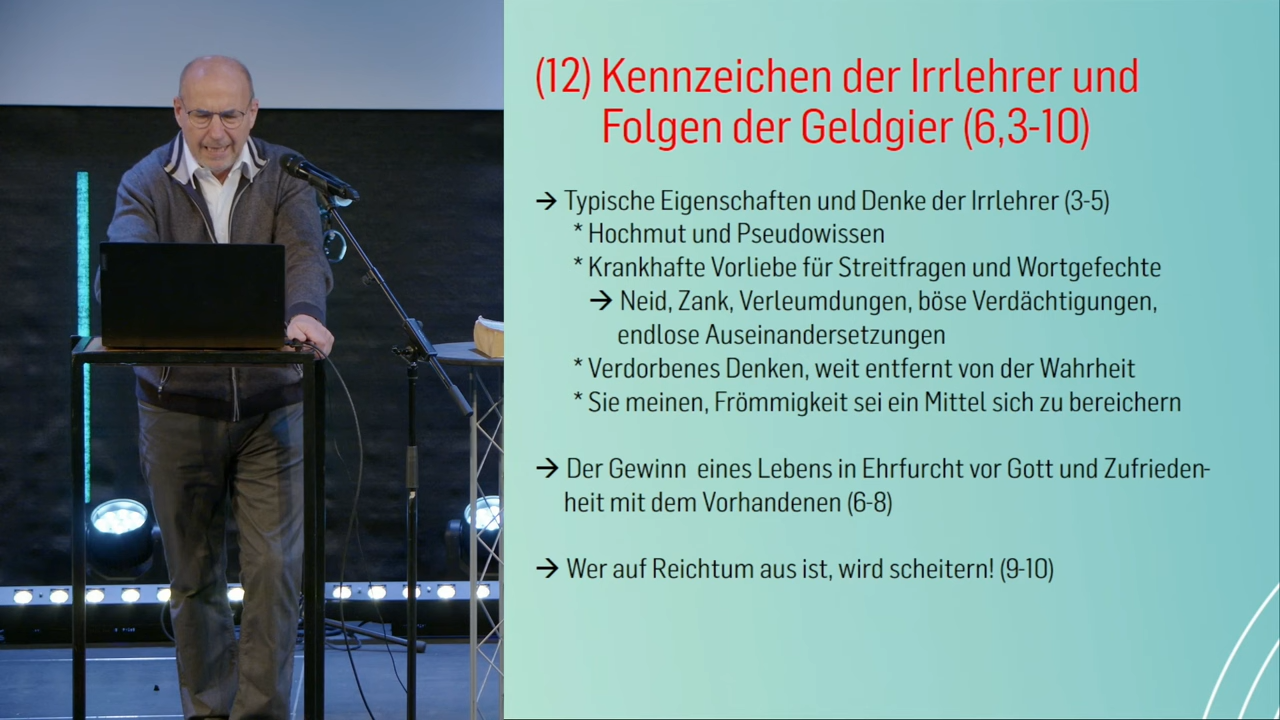 (12) Kennzeichen der Irrlehrer und
Folgen der Geldgier (6,3-10)
→ Typische Eigenschaften und Denke der Irrlehrer (3-5)
* Hochmut und Pseudowissen
* Krankhafte Vorliebe für Streitfragen und Wortgefechte
→ Neid, Zank, Verleumdungen, böse Verdächtigungen,
endlose Auseinandersetzungen
* Verdorbenes Denken, weit entfernt von der Wahrheit
* Sie meinen, Frömmigkeit sei ein Mittel sich zu bereichern
→ Der Gewinn eines Lebens in Ehrfurcht vor Gott und Zufrieden-
heit mit dem Vorhandenen (6-8)
→ Wer auf Reichtum aus ist, wird scheitern! (9-10)